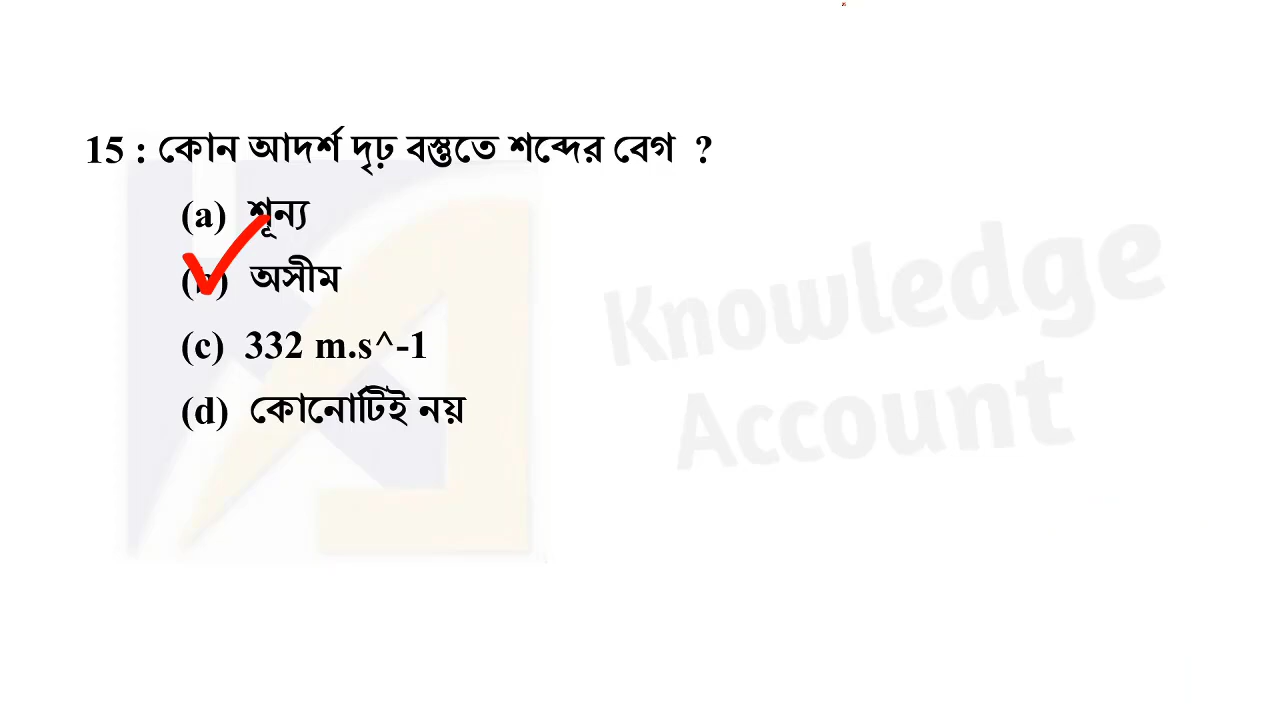 15 : কোন আদর্শ দৃঢ় বস্তুতে শব্দের বেগ ?
(a) শূন্য
(b) অসীম
(c) 332 m.s^-1
(d) কোনোটিই নয়
Knowledge
Account